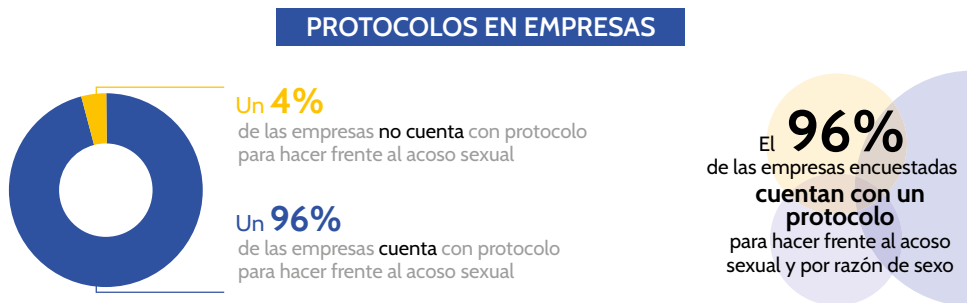 PROTOCOLOS EN EMPRESAS
Un 4%
de las empresas no cuenta con protocolo
para hacer frente al acoso sexual
Un 96%
de las empresas cuenta con protocolo
para hacer frente al acoso sexual
El 96%
de las empresas encuestadas
cuentan con un
protocolo
para hacer frente al acoso
sexual y por razón de sexo